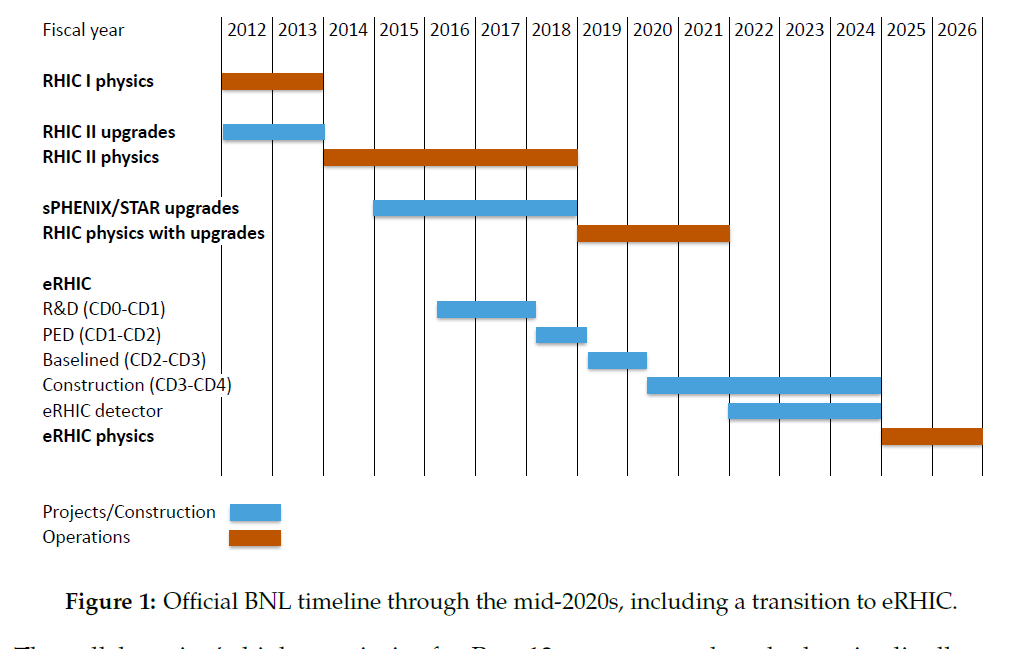 Fiscal year 2012 2013 2014 2015 2016 2017 2018 2019 2020 2021 2022 2023 2024 2025 2026
RHIC I physics
RHIC II upgrades
RHIC II physics
sPHENIX/STAR upgrades
RHIC physics with upgrades
eRHIC
R&D (CD0-CD1)
PED (CD1-CD2)
Baselined (CD2-CD3)
Construction (CD3-CD4)
eRHIC detector
eRHIC physics
Projects/Construction
Operations
Figure 1: Official BNL timeline through the mid-2020s, including a transition to eRHIC.